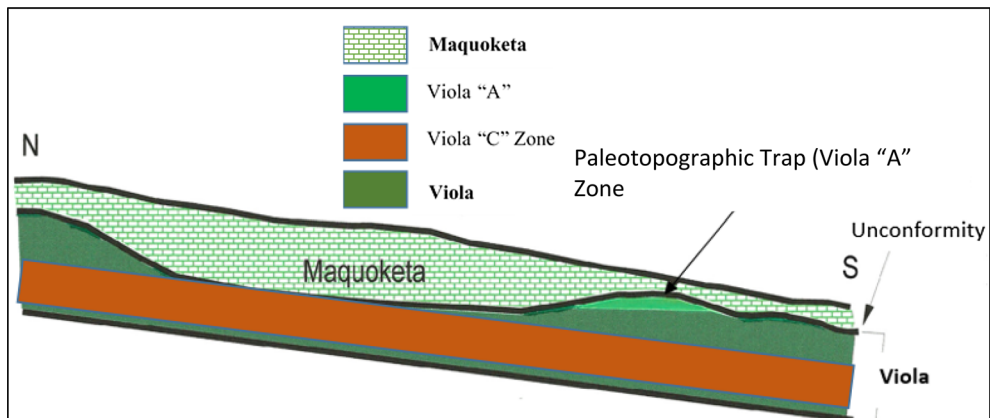 Maquoketa
Viola “A”
Viola “C” Zone
Viola
N
Paleotopographic Trap (Viola “A”
Zone
Unconformity
S
Maquoketa
Viola